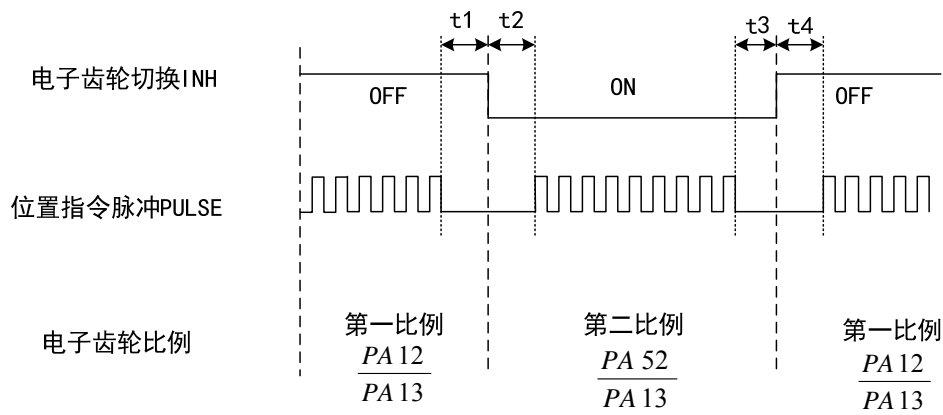 t1 t2 t3 t4
电子齿轮切换INH
OFF ON OFF
位置指令脉冲PULSE
电子齿轮比例
第一比例 第二比例 第一比例
PA12 PA 52 PA12
PA13 PA13 PA13